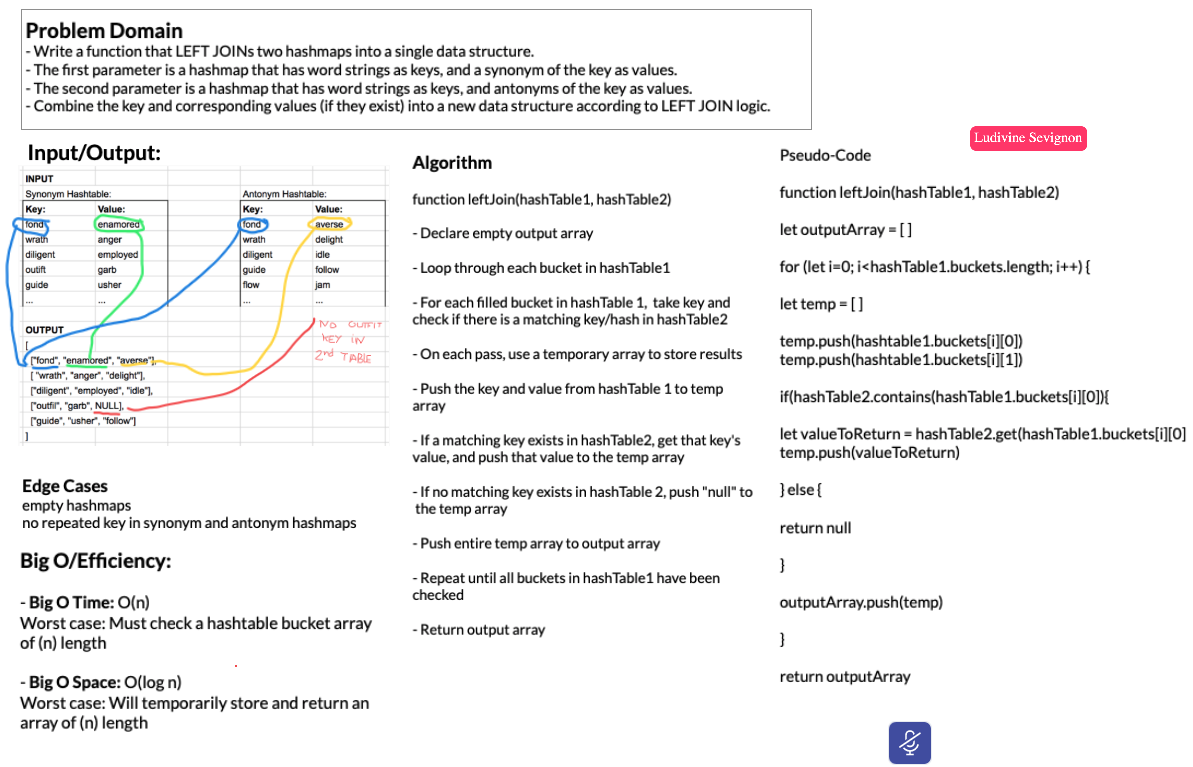 Problem Domain
- Write a function that LEFT JOINs two hashmaps into a single data structure.
- The first parameter is a hashmap that has word strings as keys, and a synonym of the key as values.
- The second parameter is a hashmap that has word strings as keys, and antonyms of the key as values.
- Combine the key and corresponding values (if they exist) into a new data structure according to LEFT JOIN logic.
Ludivine Sevignon
Input/Output:
INPUT
Synonym Hashtable: Antonym Hashtable:
Key: Value: Key: Value:
fond enamored fond averse
wrath anger wrath delight
diligent employed diligent idle
outift garb guide follow
guide usher flow jam
... ... ... ...
NO OUTFIT
KEY IN
2nd TABLE
OUTPUT
[
["fond", "enamored", "averse"],
[ "wrath", "anger", "delight"],
["diligent", "employed", "idle"],
["outfil", "garb", NULL],
["guide", "usher", "follow"]
]
Edge Cases
empty hashmaps
no repeated key in synonym and antonym hashmaps
Big O/Efficiency:
- Big O Time: O(n)
Worst case: Must check a hashtable bucket array
of (n) length
- Big O Space: O(log n)
Worst case: Will temporarily store and return an
array of (n) length
Algorithm
function leftJoin(hashTable1, hashTable2)
- Declare empty output array
- Loop through each bucket in hashTable1
- For each filled bucket in hashTable 1, take key and
check if there is a matching key/hash in hashTable2
- On each pass, use a temporary array to store results
- Push the key and value from hashTable 1 to temp
array
- If a matching key exists in hashTable2, get that key's
value, and push that value to the temp array
- If no matching key exists in hashTable 2, push "null" to
the temp array
- Push entire temp array to output array
- Repeat until all buckets in hashTable1 have been
checked
- Return output array
Pseudo-Code
function leftJoin(hashTable1, hashTable2)
let outputArray = [ ]
for (let i=0; i<hashTable1.buckets.length; i++) {
let temp = [ ]
temp.push(hashtable1.buckets[i][0])
temp.push(hashtable1.buckets[i][1])
if(hashTable2.contains(hashTable1.buckets[i][0]){
let valueToReturn = hashTable2.get(hashTable1.buckets[i][0]
temp.push(valueToReturn)
} else {
return null
}
outputArray.push(temp)
}
return outputArray